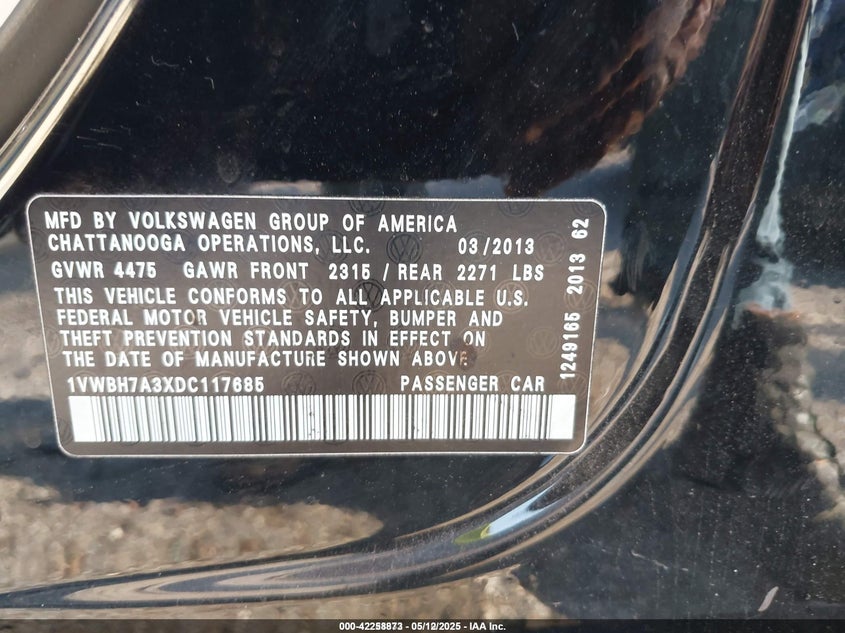 MFD BY VOLKSWAGEN GROUP OF AMERICA
CHATTANOOGA OPERATIONS, LLC. 03/2013
GVWR 4475 GAWR FRONT 2315 / REAR 2271 LBS
THIS VEHICLE CONFORMS TO ALL APPLICABLE U.S.
FEDERAL MOTOR VEHICLE SAFETY, BUMPER AND
THEFT PREVENTION STANDARDS IN EFFECT ON
THE DATE OF MANUFACTURE SHOWN ABOVE
1VWBH7A3XDC117685 PASSENGER CAR
1249165 2013 62
000-42258873 - 05/12/2025 - IAA Inc.